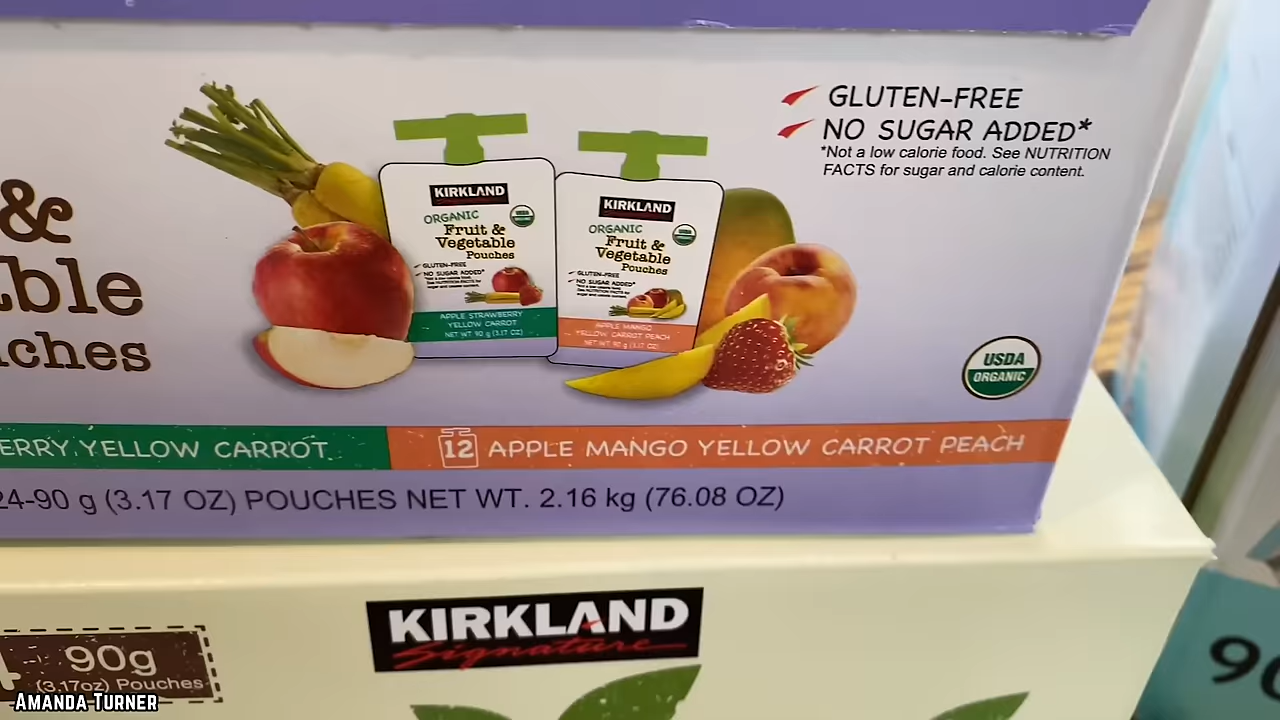 GLUTEN-FREE
NO SUGAR ADDED*
*Not a low calorie food. See NUTRITION
FACTS for sugar and calorie content.
&
ble
ches
KIRKLAND
ORGANIC
Fruit &
Vegetable
Pouches
GLUTEN-FREE
NO SUGAR ADDED*
APPLE STRAWBERRY
YELLOW CARROT
NET WT. 90 g (3.17 OZ)
KIRKLAND
ORGANIC
Fruit &
Vegetable
Pouches
GLUTEN-FREE
NO SUGAR ADDED*
APPLE MANGO
YELLOW CARROT PEACH
NET WT. 90 g (3.17 OZ)
USDA
ORGANIC
ERRY YELLOW CARROT
12 APPLE MANGO YELLOW CARROT PEACH
24-90 g (3.17 OZ) POUCHES NET WT. 2.16 kg (76.08 OZ)
KIRKLAND
Signature
90g
(3.17oz) Pouches
90
AMANDA TURNER